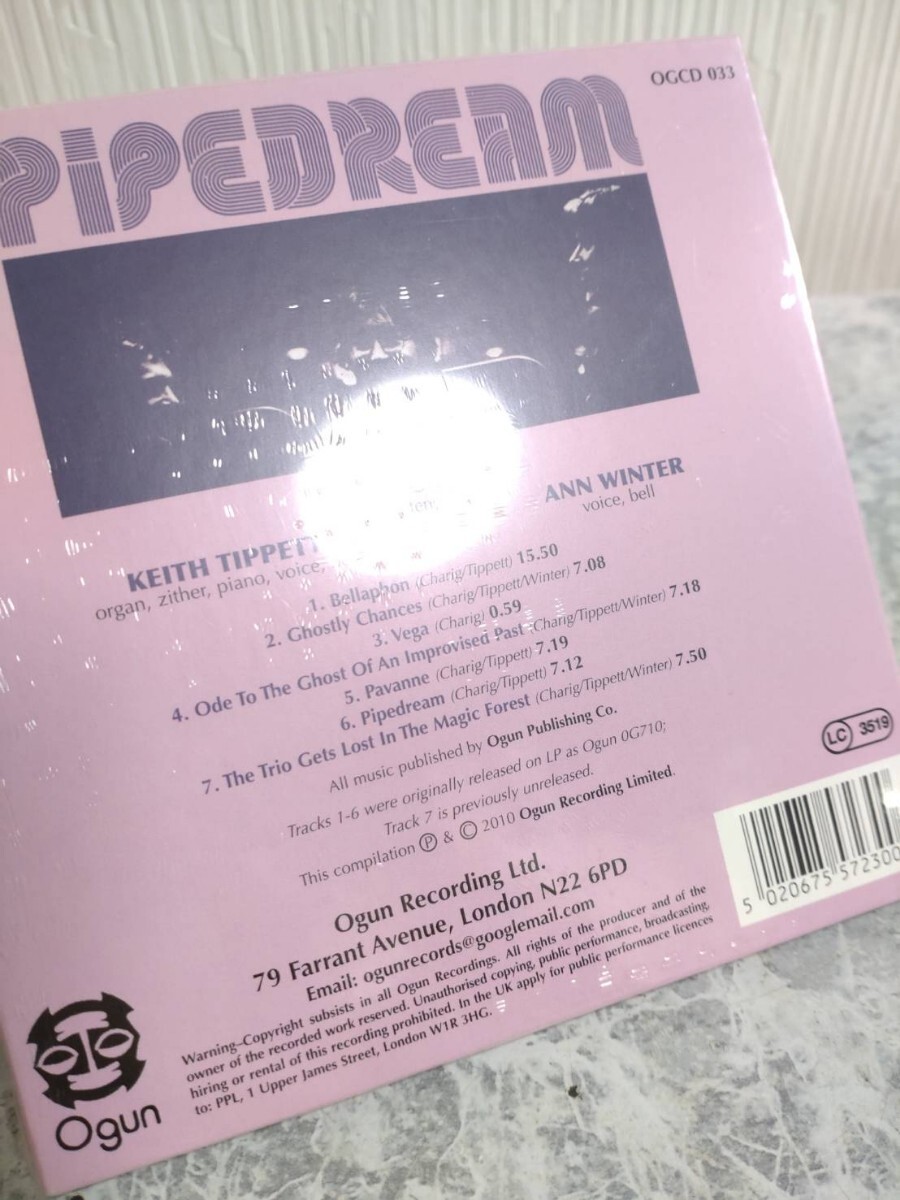 OGCD 033
PIPEDREAM
ANN WINTER
voice, bell
KEITH TIPPETT
organ, zither, piano, voice,
1. Bellaphon (Charig/Tippett) 15.50
2. Ghostly Chances (Charig/Tippett/Winter) 7.08
3. Vega (Charig) 0.59
4. Ode To The Ghost Of An Improvised Past (Charig/Tippett/Winter) 7.18
5. Pavanne (Charig/Tippett) 7.19
6. Pipedream (Charig/Tippett) 7.12
7. The Trio Gets Lost In The Magic Forest (Charig/Tippett/Winter) 7.50
All music published by Ogun Publishing Co.
Tracks 1-6 were originally released on LP as Ogun 0G710;
Track 7 is previously unreleased.
This compilation Ⓟ & © 2010 Ogun Recording Limited.
LC 3519
Ogun Recording Ltd.
79 Farrant Avenue, London N22 6PD
Email: ogunrecords@googlemail.com
5 020675 572300
Warning–Copyright subsists in all Ogun Recordings. All rights of the producer and of the
owner of the recorded work reserved. Unauthorised copying, public performance, broadcasting,
hiring or rental of this recording prohibited. In the UK apply for public performance licences
to: PPL, 1 Upper James Street, London W1R 3HG.
Ogun